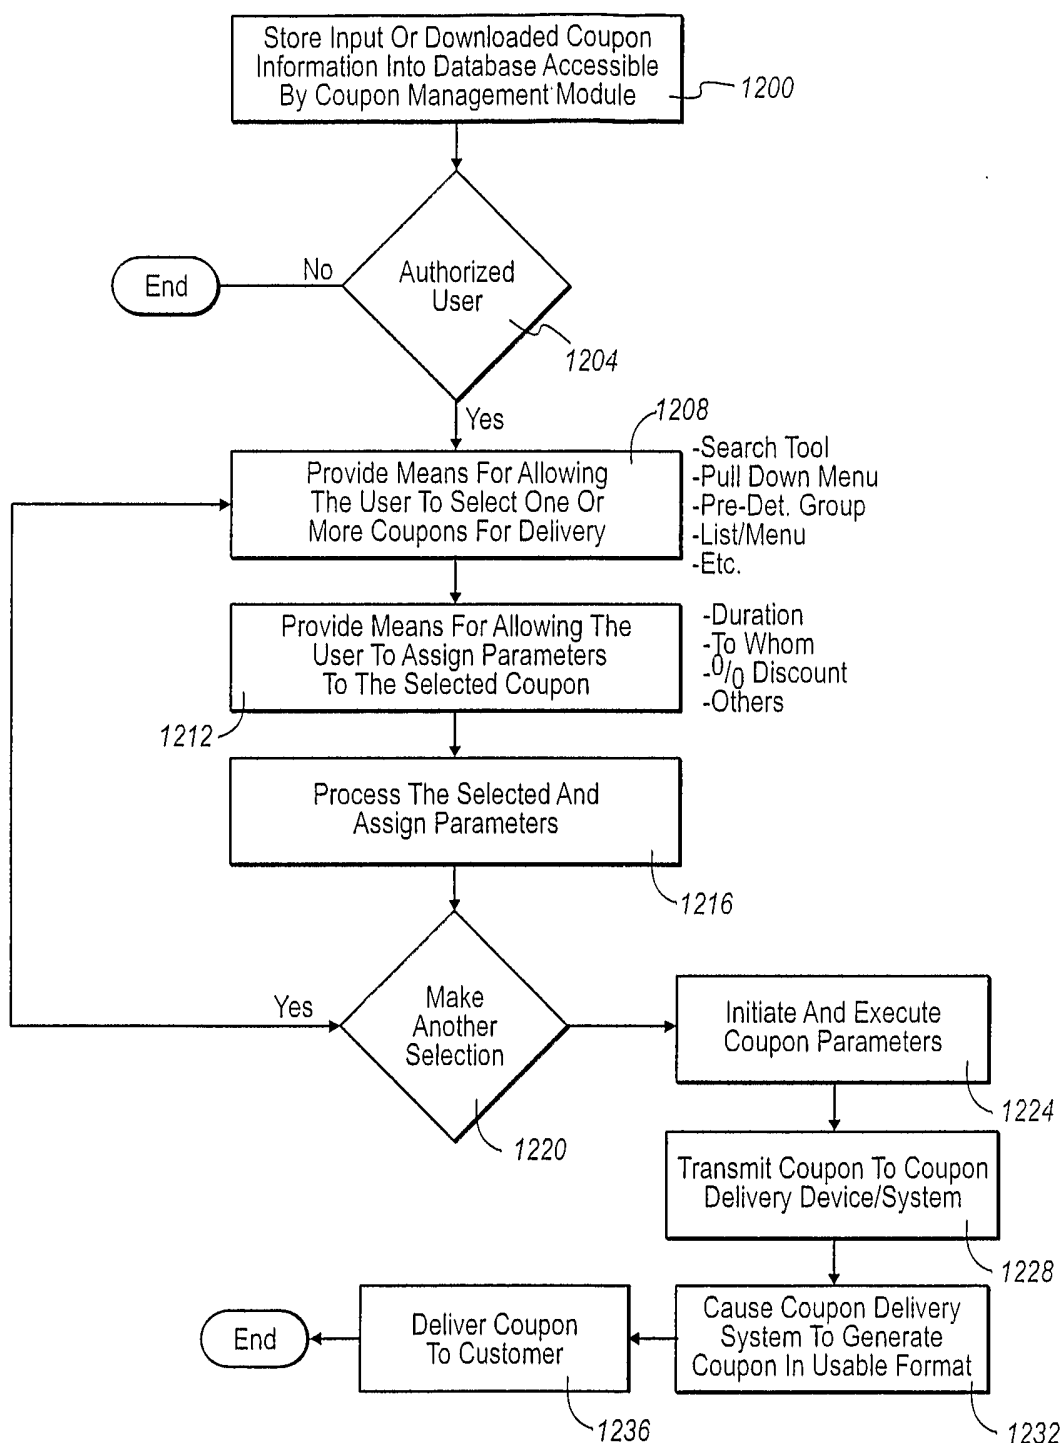 Store Input Or Downloaded Coupon
Information Into Database Accessible
By Coupon Management Module
1200
Authorized
User
1204
No
End
Yes
1208
Provide Means For Allowing
The User To Select One Or
More Coupons For Delivery
-Search Tool
-Pull Down Menu
-Pre-Det. Group
-List/Menu
-Etc.
Provide Means For Allowing The
User To Assign Parameters
To The Selected Coupon
1212
-Duration
-To Whom
-% Discount
-Others
Process The Selected And
Assign Parameters
1216
Make
Another
Selection
1220
Yes
Initiate And Execute
Coupon Parameters
1224
Transmit Coupon To Coupon
Delivery Device/System
1228
Cause Coupon Delivery
System To Generate
Coupon In Usable Format
1232
Deliver Coupon
To Customer
1236
End